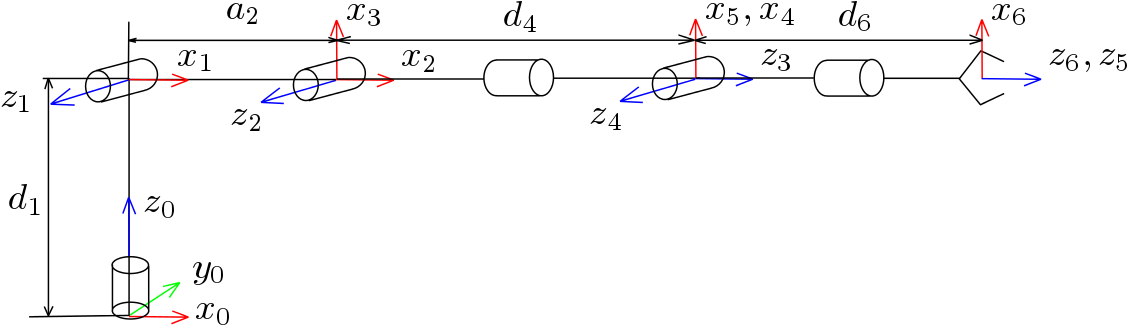 a₂ x₃ d₄ x₅, x₄ d₆ x₆
x₁ x₂ z₃ z₆, z₅
z₁ z₂ z₄
d₁ z₀
y₀
x₀